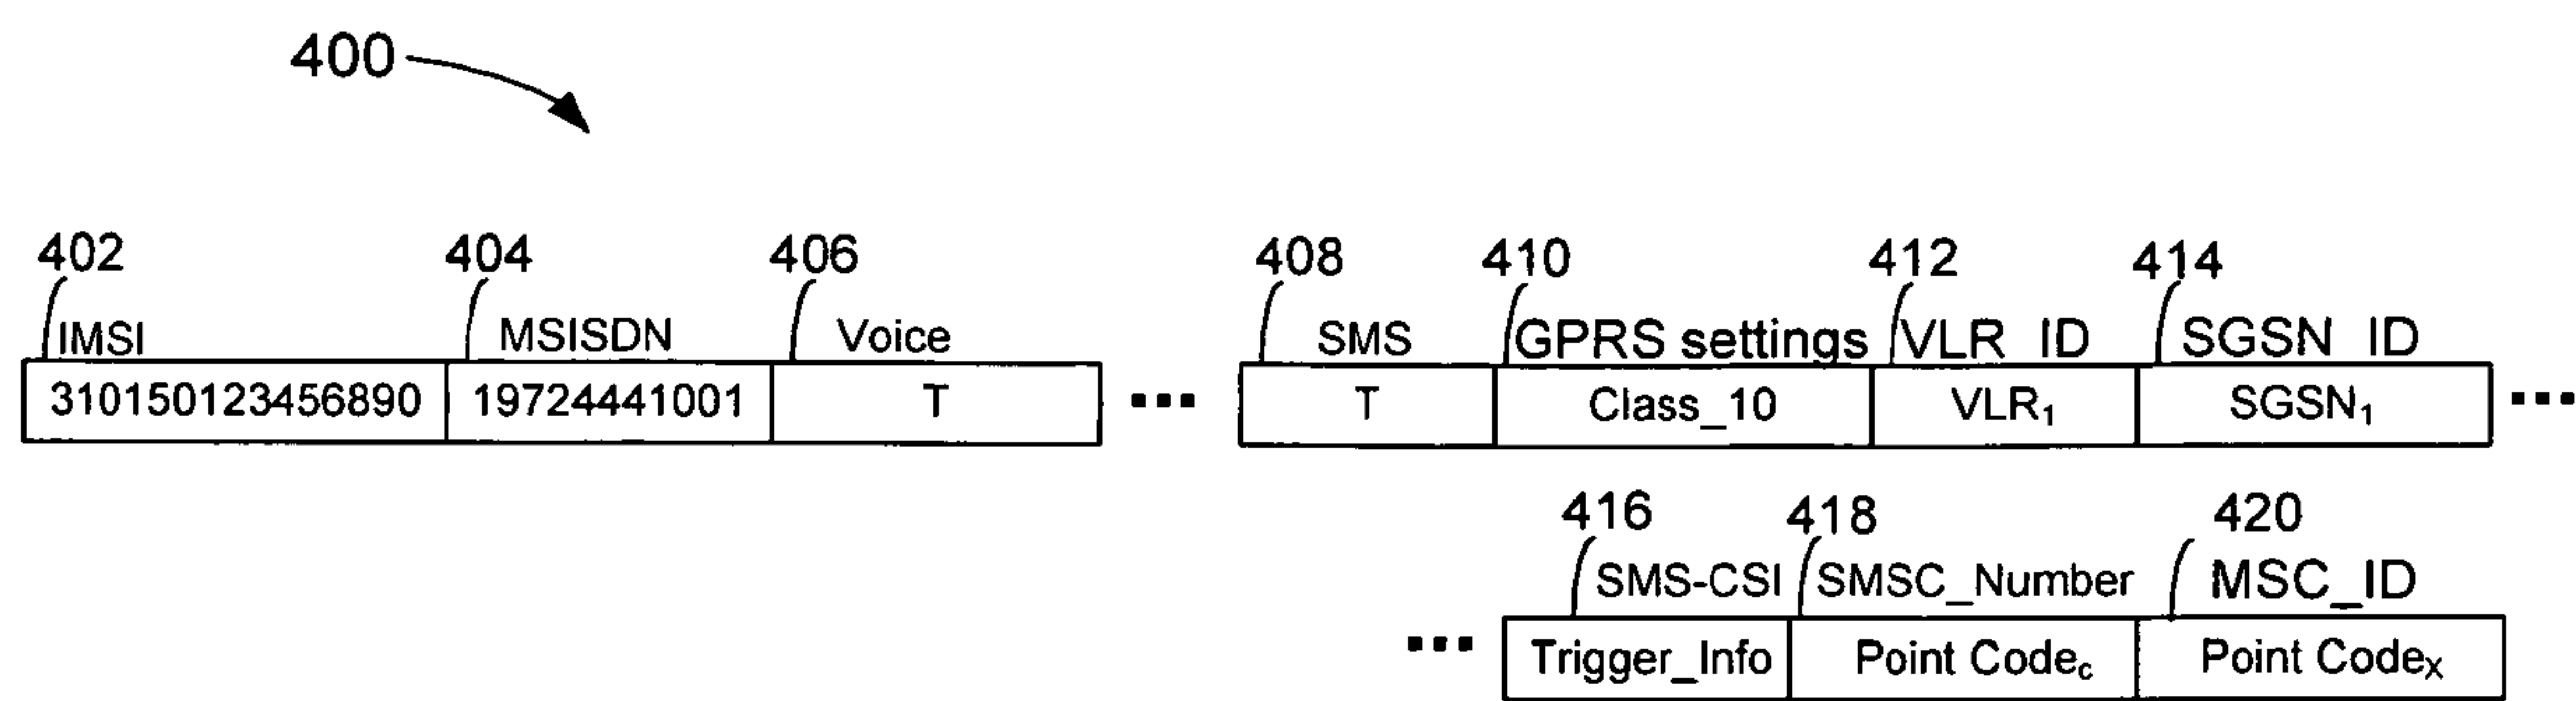 400
402 404 406 408 410 412 414
IMSI MSISDN Voice SMS GPRS settings VLR_ID SGSN_ID
310150123456890 19724441001 T ... T Class_10 VLR₁ SGSN₁ ...
416 418 420
SMS-CSI SMSC_Number MSC_ID
... Trigger_Info Point Codec Point Codeₓ